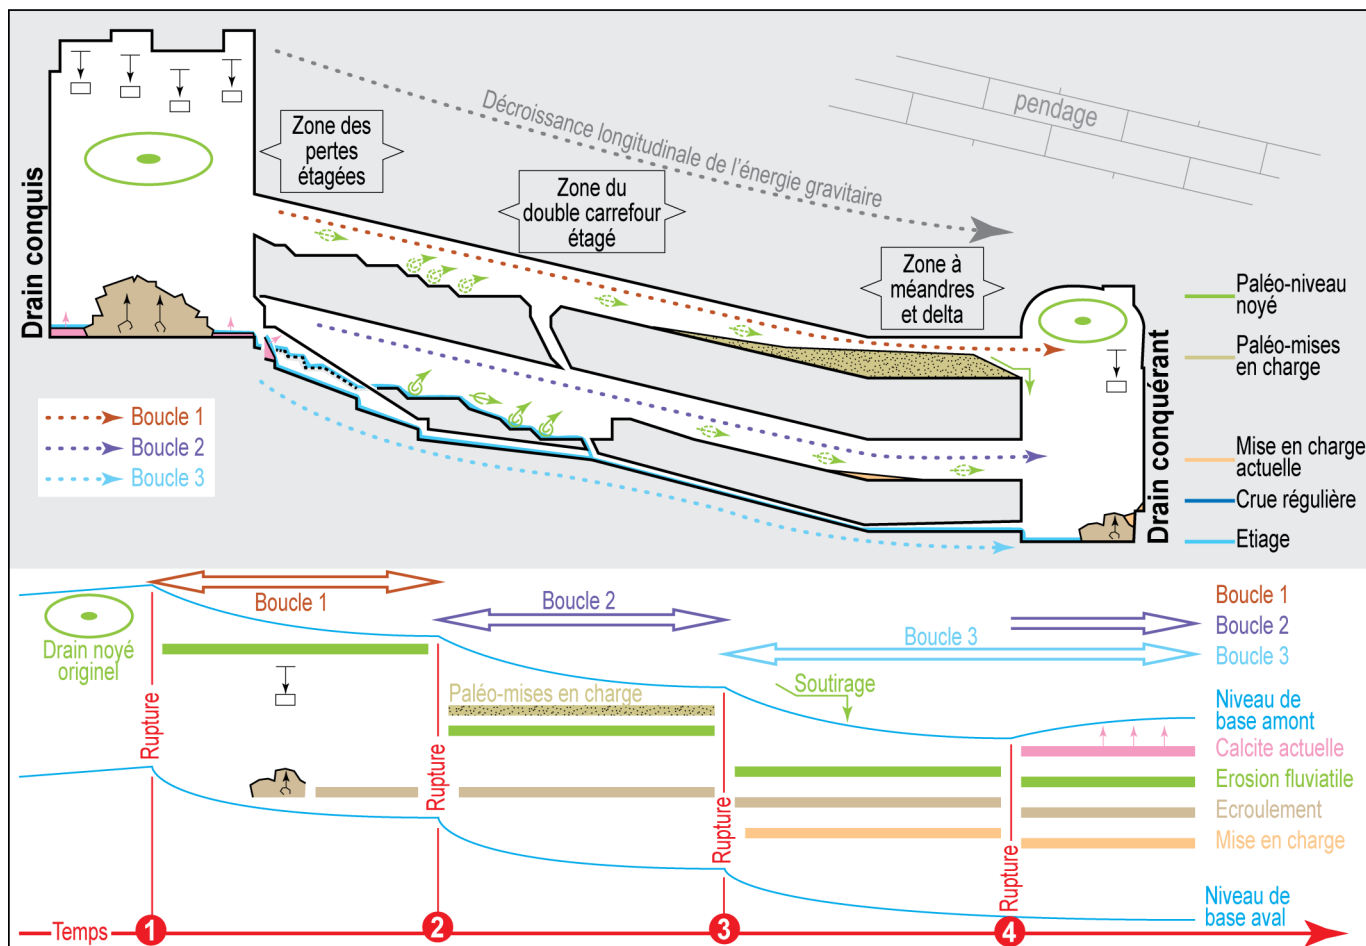 Drain conquis
Zone des
pertes
étagées
Décroissance longitudinale de l'énergie gravitaire
pendage
Zone du
double carrefour
étagé
Zone à
méandres
et delta
Drain conquérant
Paléo-niveau
noyé
Paléo-mises
en charge
Mise en charge
actuelle
Crue régulière
Etiage
Boucle 1
Boucle 2
Boucle 3
Drain noyé
originel
Boucle 1
Boucle 2
Boucle 3
Boucle 1
Boucle 2
Boucle 3
Rupture
Rupture
Rupture
Rupture
Paléo-mises en charge
Soutirage
Niveau de
base amont
Calcite actuelle
Erosion fluviatile
Ecroulement
Mise en charge
Niveau de
base aval
Temps
1
2
3
4